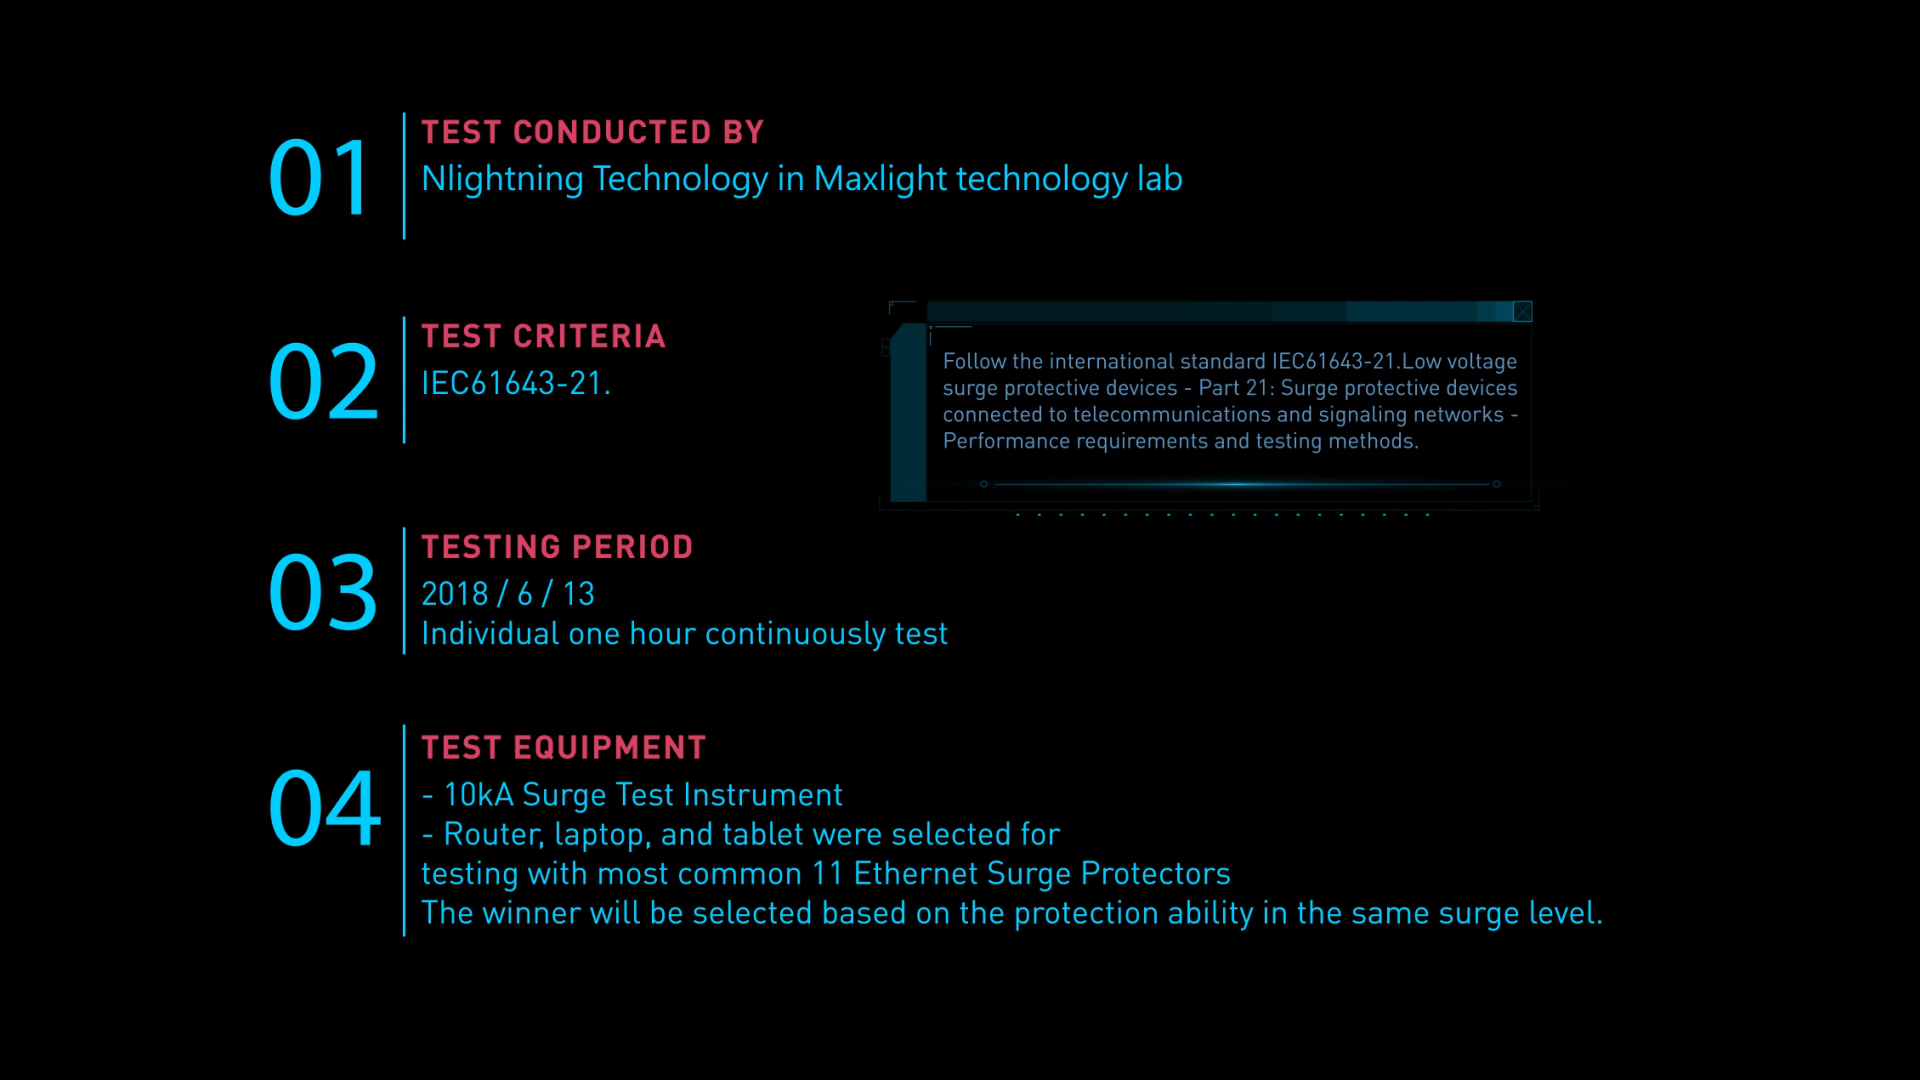 01
TEST CONDUCTED BY
Nlightning Technology in Maxlight technology lab
02
TEST CRITERIA
IEC61643-21.
Follow the international standard IEC61643-21.Low voltage
surge protective devices - Part 21: Surge protective devices
connected to telecommunications and signaling networks -
Performance requirements and testing methods.
03
TESTING PERIOD
2018 / 6 / 13
Individual one hour continuously test
04
TEST EQUIPMENT
- 10kA Surge Test Instrument
- Router, laptop, and tablet were selected for
testing with most common 11 Ethernet Surge Protectors
The winner will be selected based on the protection ability in the same surge level.